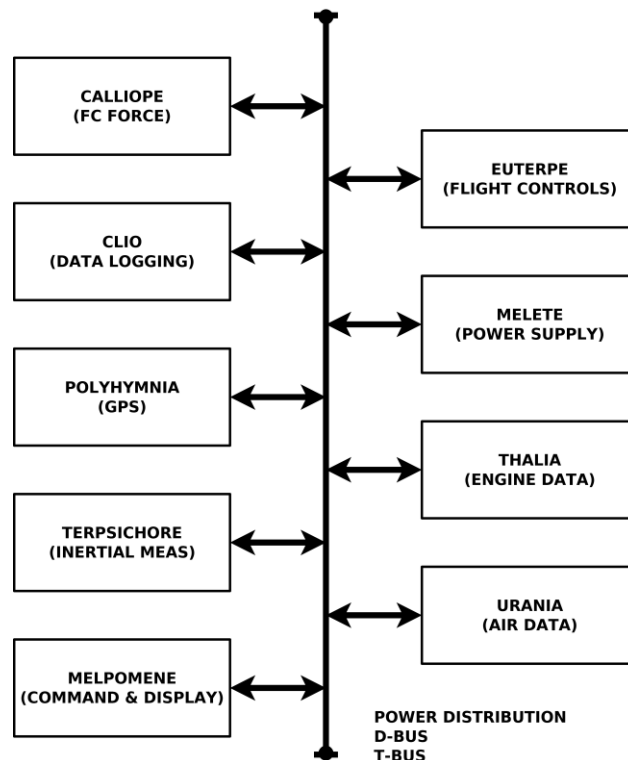 CALLIOPE
(FC FORCE)
EUTERPE
(FLIGHT CONTROLS)
CLIO
(DATA LOGGING)
MELETE
(POWER SUPPLY)
POLYHYMNIA
(GPS)
THALIA
(ENGINE DATA)
TERPSICHORE
(INERTIAL MEAS)
URANIA
(AIR DATA)
MELPOMENE
(COMMAND & DISPLAY)
POWER DISTRIBUTION
D-BUS
T-BUS